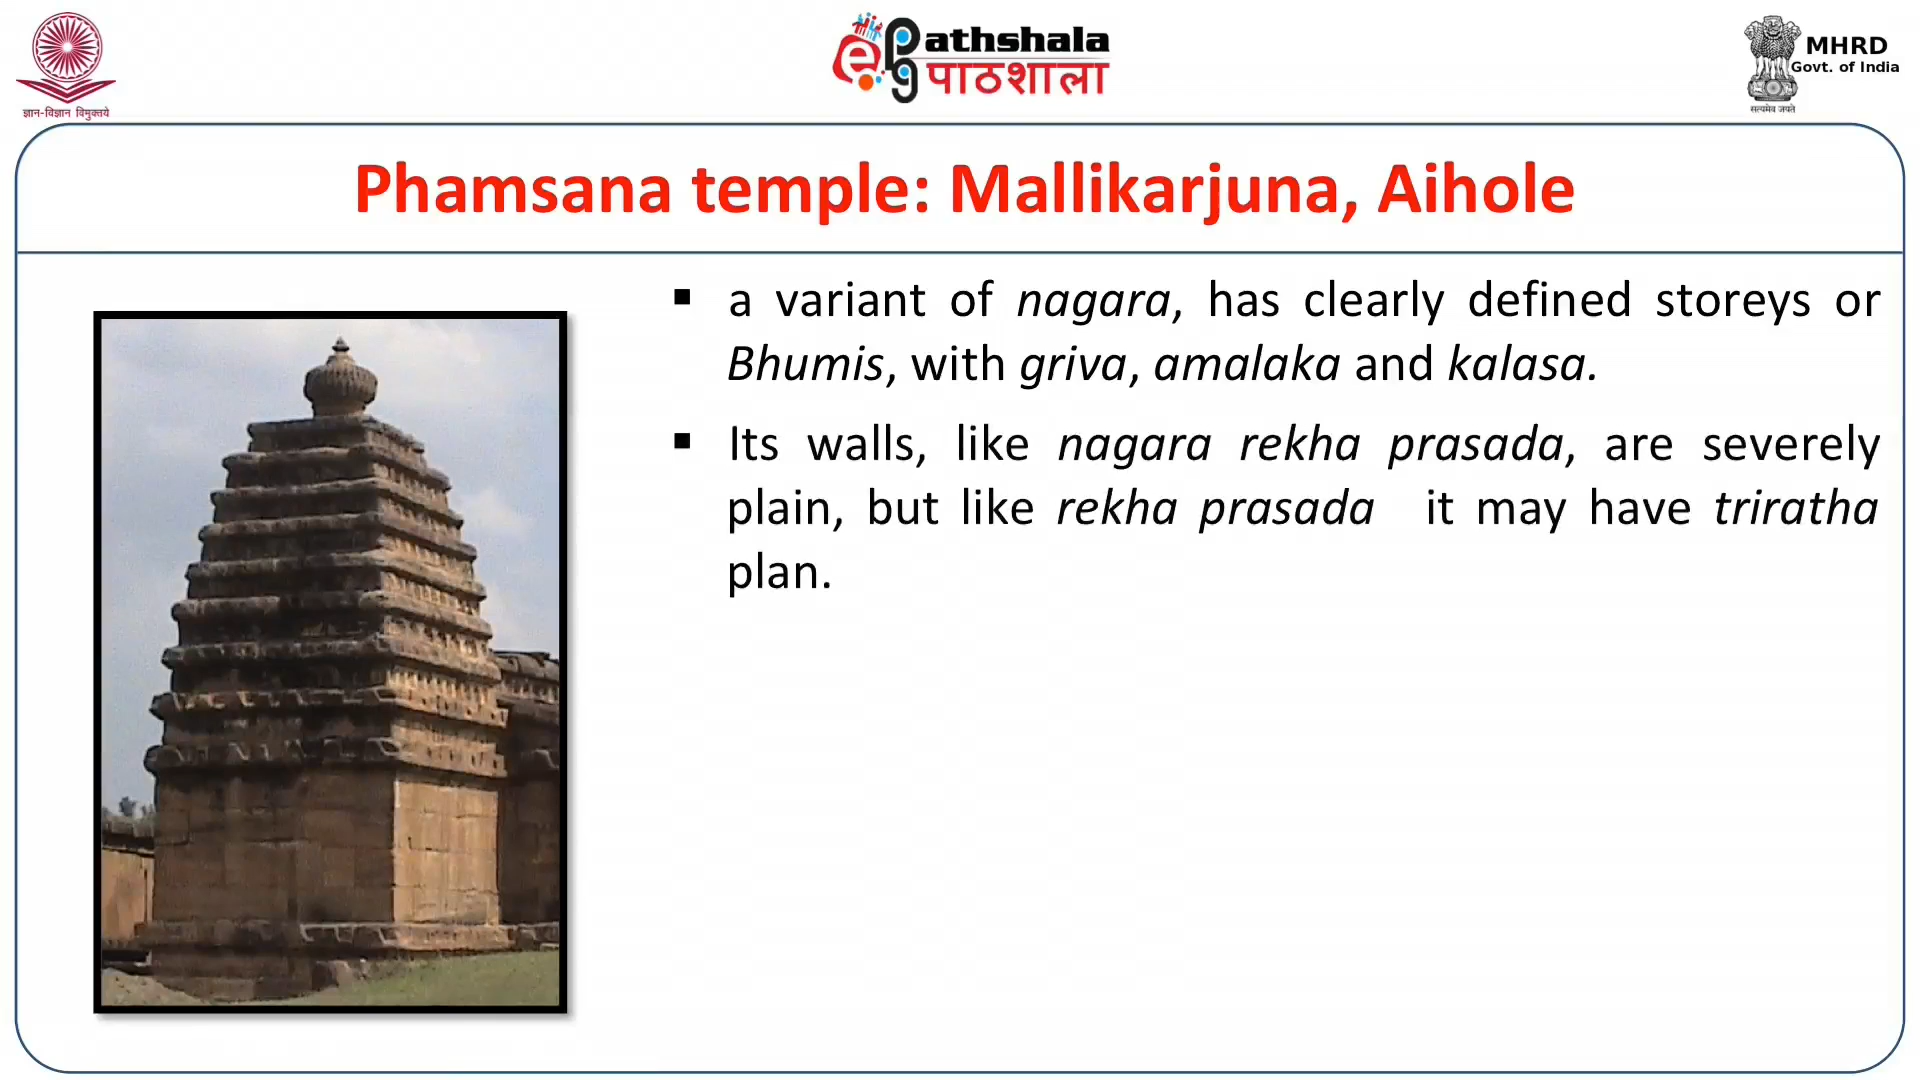 ज्ञान-विज्ञान विमुक्तये
e
pg
athshala
पाठशाला
MHRD
Govt. of India
सत्यमेव जयते
Phamsana temple: Mallikarjuna, Aihole
▪ a variant of nagara, has clearly defined storeys or
Bhumis, with griva, amalaka and kalasa.
▪ Its walls, like nagara rekha prasada, are severely
plain, but like rekha prasada it may have triratha
plan.